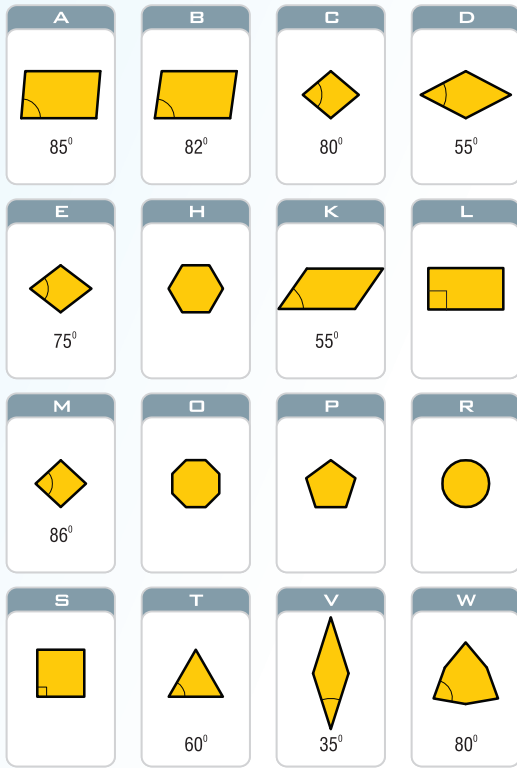 A B C D
85⁰ 82⁰ 80⁰ 55⁰
E H K L
75⁰ 55⁰
M O P R
86⁰
S T V W
60⁰ 35⁰ 80⁰